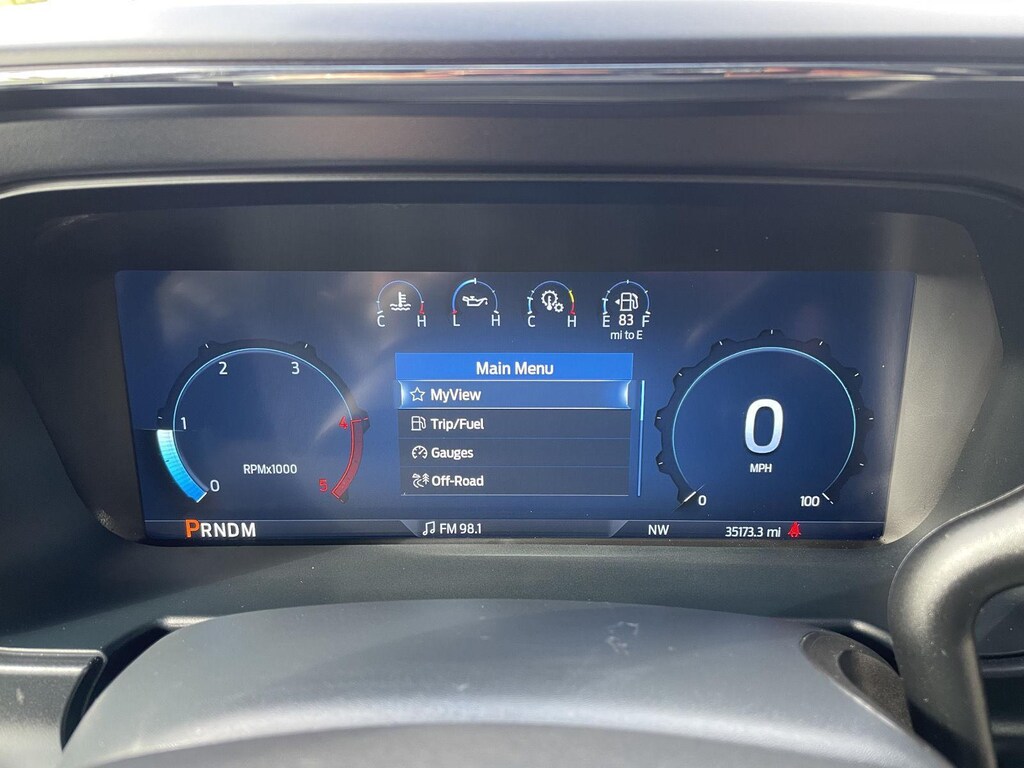 C H
L H
C H
E 83 F
mi to E
Main Menu
MyView
Trip/Fuel
Gauges
Off-Road
0
1
2
3
4
5
RPMx1000
0
MPH
0
100
PRNDM
FM 98.1
NW
35173.3 mi